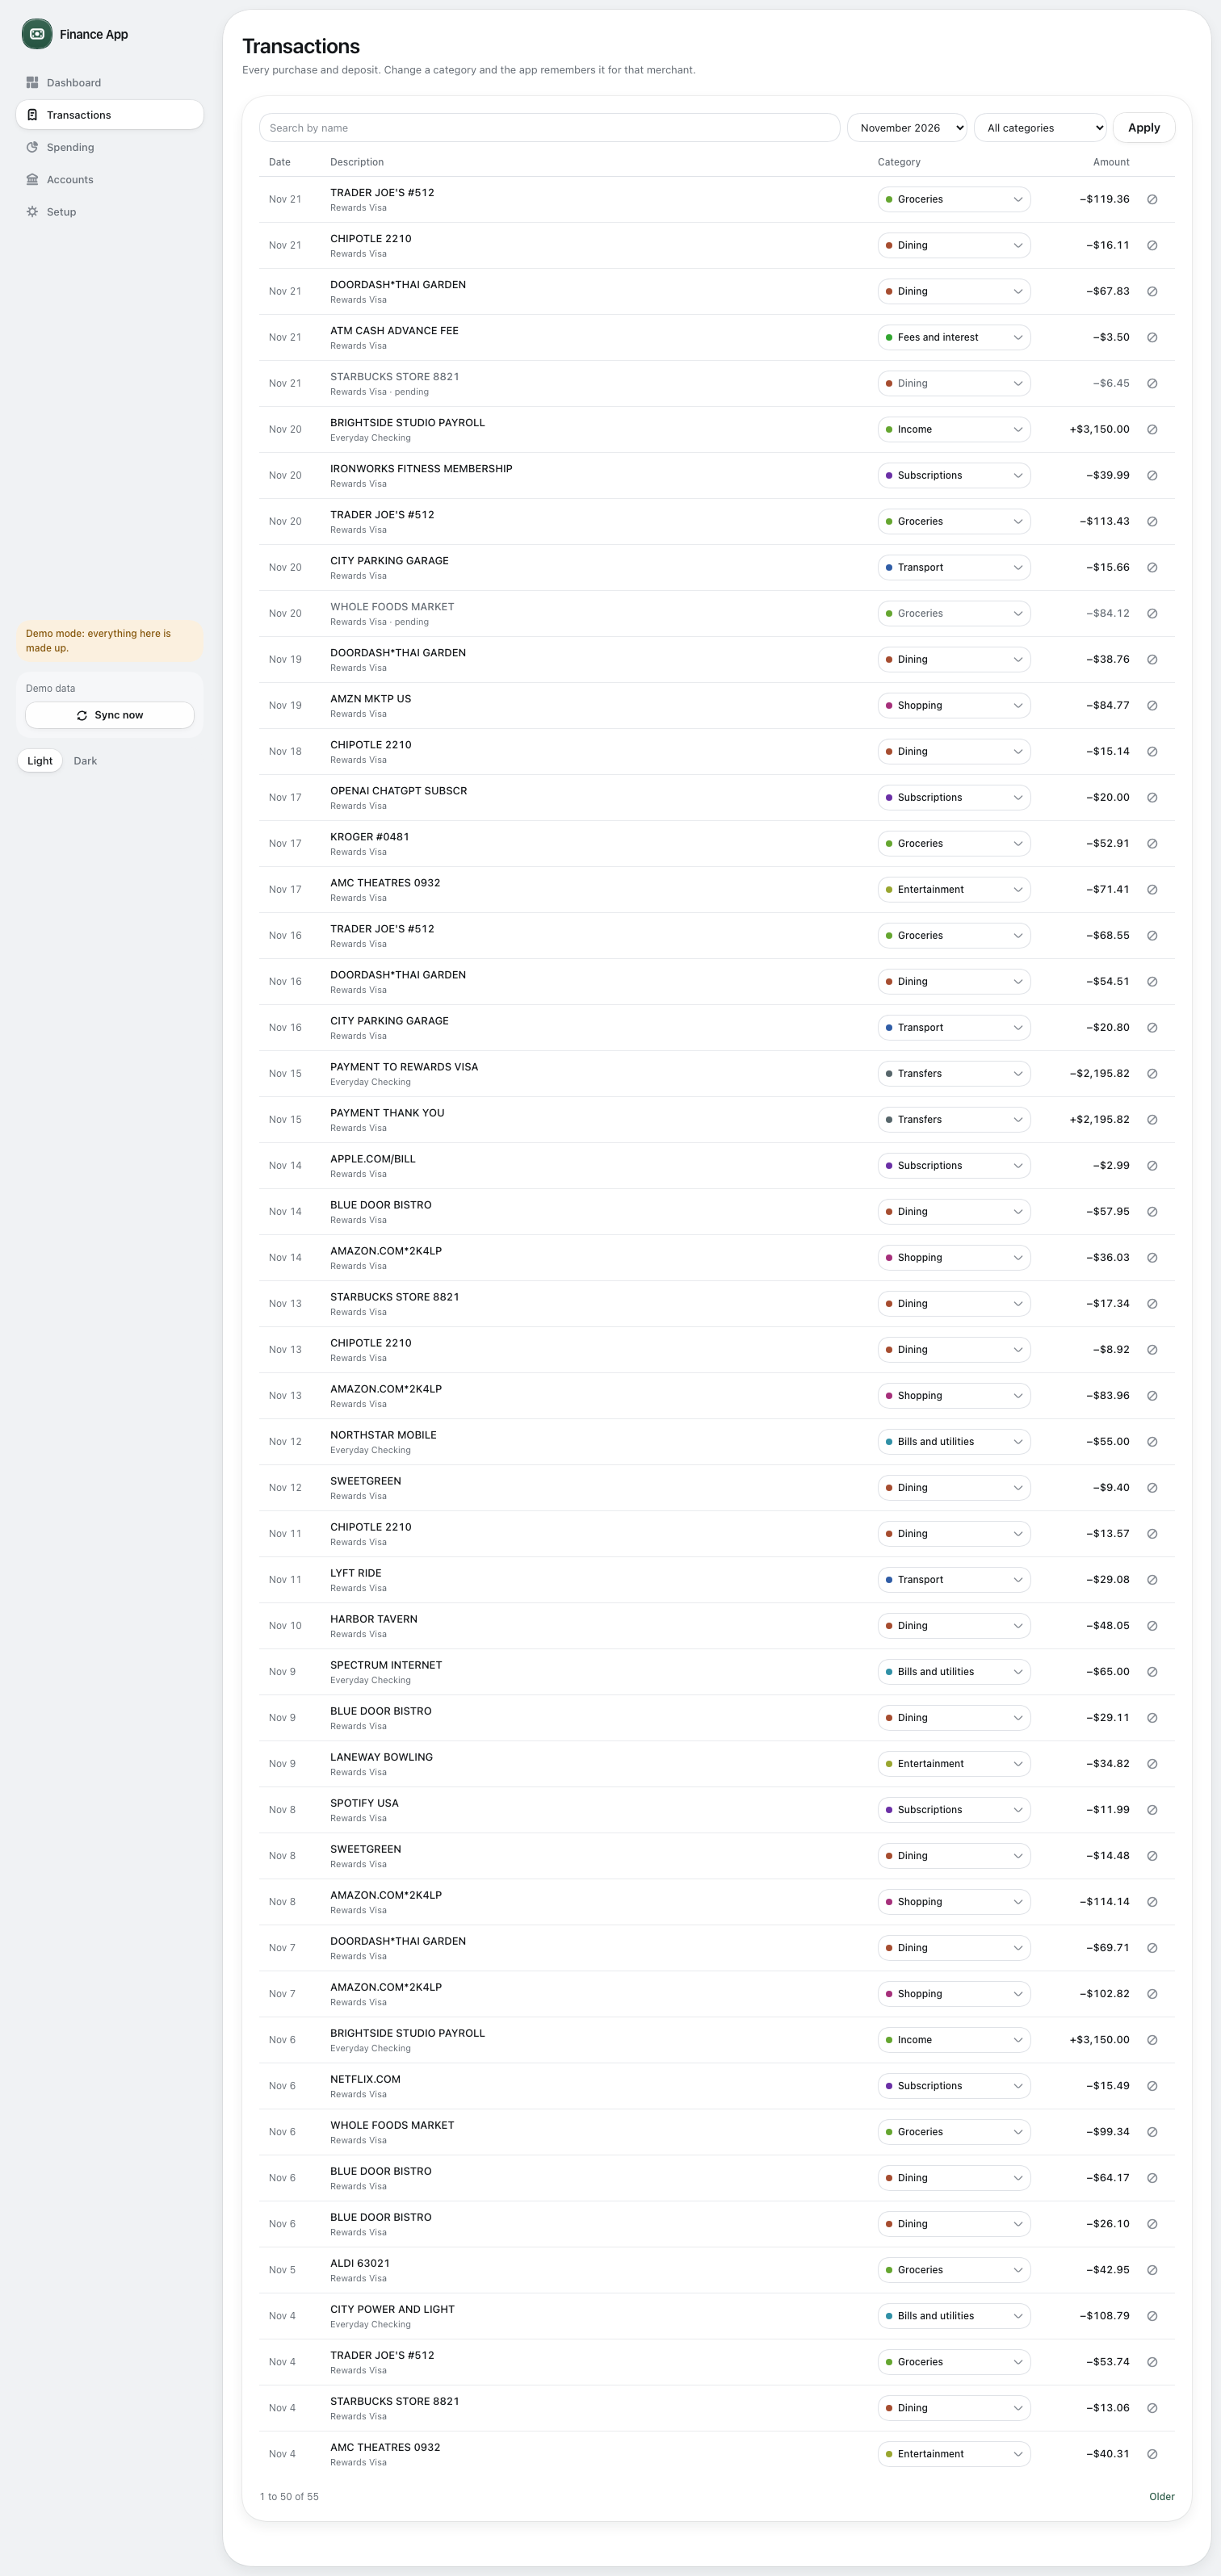 Finance App
Dashboard
Transactions
Spending
Accounts
Setup
Demo mode: everything here is
made up.
Demo data
Sync now
Light Dark
Transactions
Every purchase and deposit. Change a category and the app remembers it for that merchant.
Search by name November 2026 All categories Apply
Date Description Category Amount
Nov 21 TRADER JOE'S #512 Groceries −$119.36
Rewards Visa
Nov 21 CHIPOTLE 2210 Dining −$16.11
Rewards Visa
Nov 21 DOORDASH*THAI GARDEN Dining −$67.83
Rewards Visa
Nov 21 ATM CASH ADVANCE FEE Fees and interest −$3.50
Rewards Visa
Nov 21 STARBUCKS STORE 8821 Dining −$6.45
Rewards Visa · pending
Nov 20 BRIGHTSIDE STUDIO PAYROLL Income +$3,150.00
Everyday Checking
Nov 20 IRONWORKS FITNESS MEMBERSHIP Subscriptions −$39.99
Rewards Visa
Nov 20 TRADER JOE'S #512 Groceries −$113.43
Rewards Visa
Nov 20 CITY PARKING GARAGE Transport −$15.66
Rewards Visa
Nov 20 WHOLE FOODS MARKET Groceries −$84.12
Rewards Visa · pending
Nov 19 DOORDASH*THAI GARDEN Dining −$38.76
Rewards Visa
Nov 19 AMZN MKTP US Shopping −$84.77
Rewards Visa
Nov 18 CHIPOTLE 2210 Dining −$15.14
Rewards Visa
Nov 17 OPENAI CHATGPT SUBSCR Subscriptions −$20.00
Rewards Visa
Nov 17 KROGER #0481 Groceries −$52.91
Rewards Visa
Nov 17 AMC THEATRES 0932 Entertainment −$71.41
Rewards Visa
Nov 16 TRADER JOE'S #512 Groceries −$68.55
Rewards Visa
Nov 16 DOORDASH*THAI GARDEN Dining −$54.51
Rewards Visa
Nov 16 CITY PARKING GARAGE Transport −$20.80
Rewards Visa
Nov 15 PAYMENT TO REWARDS VISA Transfers −$2,195.82
Everyday Checking
Nov 15 PAYMENT THANK YOU Transfers +$2,195.82
Rewards Visa
Nov 14 APPLE.COM/BILL Subscriptions −$2.99
Rewards Visa
Nov 14 BLUE DOOR BISTRO Dining −$57.95
Rewards Visa
Nov 14 AMAZON.COM*2K4LP Shopping −$36.03
Rewards Visa
Nov 13 STARBUCKS STORE 8821 Dining −$17.34
Rewards Visa
Nov 13 CHIPOTLE 2210 Dining −$8.92
Rewards Visa
Nov 13 AMAZON.COM*2K4LP Shopping −$83.96
Rewards Visa
Nov 12 NORTHSTAR MOBILE Bills and utilities −$55.00
Everyday Checking
Nov 12 SWEETGREEN Dining −$9.40
Rewards Visa
Nov 11 CHIPOTLE 2210 Dining −$13.57
Rewards Visa
Nov 11 LYFT RIDE Transport −$29.08
Rewards Visa
Nov 10 HARBOR TAVERN Dining −$48.05
Rewards Visa
Nov 9 SPECTRUM INTERNET Bills and utilities −$65.00
Everyday Checking
Nov 9 BLUE DOOR BISTRO Dining −$29.11
Rewards Visa
Nov 9 LANEWAY BOWLING Entertainment −$34.82
Rewards Visa
Nov 8 SPOTIFY USA Subscriptions −$11.99
Rewards Visa
Nov 8 SWEETGREEN Dining −$14.48
Rewards Visa
Nov 8 AMAZON.COM*2K4LP Shopping −$114.14
Rewards Visa
Nov 7 DOORDASH*THAI GARDEN Dining −$69.71
Rewards Visa
Nov 7 AMAZON.COM*2K4LP Shopping −$102.82
Rewards Visa
Nov 6 BRIGHTSIDE STUDIO PAYROLL Income +$3,150.00
Everyday Checking
Nov 6 NETFLIX.COM Subscriptions −$15.49
Rewards Visa
Nov 6 WHOLE FOODS MARKET Groceries −$99.34
Rewards Visa
Nov 6 BLUE DOOR BISTRO Dining −$64.17
Rewards Visa
Nov 6 BLUE DOOR BISTRO Dining −$26.10
Rewards Visa
Nov 5 ALDI 63021 Groceries −$42.95
Rewards Visa
Nov 4 CITY POWER AND LIGHT Bills and utilities −$108.79
Everyday Checking
Nov 4 TRADER JOE'S #512 Groceries −$53.74
Rewards Visa
Nov 4 STARBUCKS STORE 8821 Dining −$13.06
Rewards Visa
Nov 4 AMC THEATRES 0932 Entertainment −$40.31
Rewards Visa
1 to 50 of 55 Older